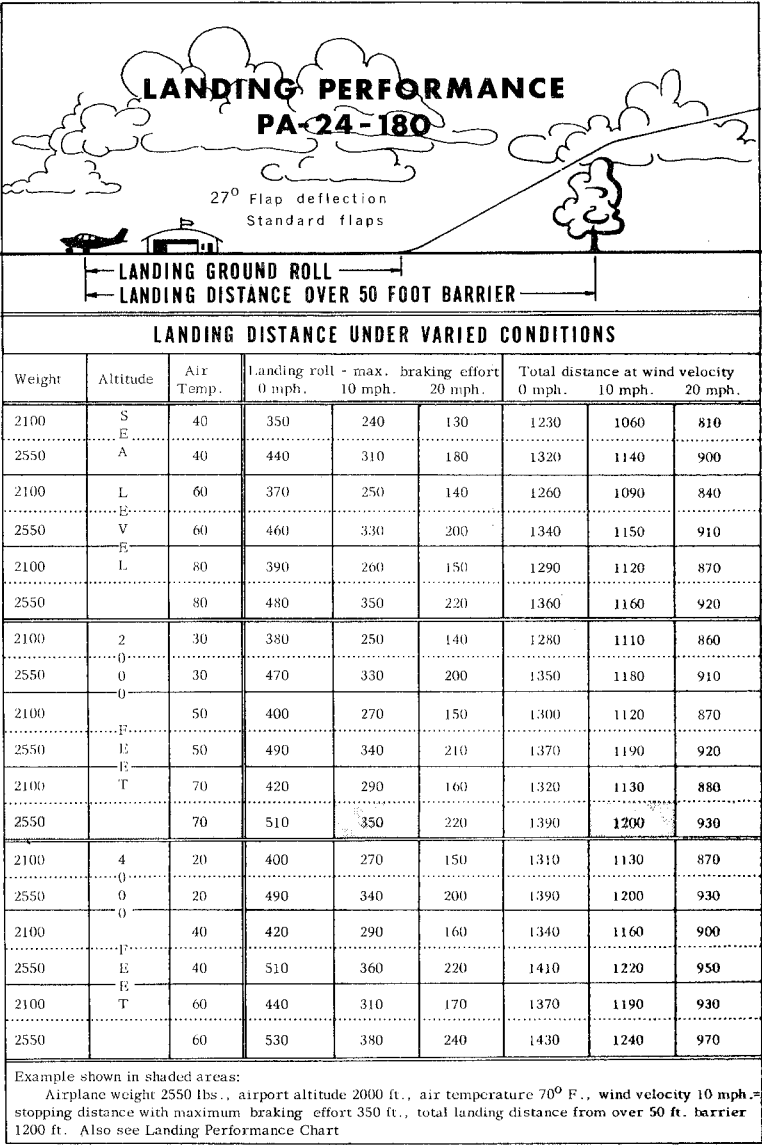 LANDING PERFORMANCE
PA-24-180
27⁰ Flap deflection
Standard flaps
LANDING GROUND ROLL
LANDING DISTANCE OVER 50 FOOT BARRIER
LANDING DISTANCE UNDER VARIED CONDITIONS
Weight Altitude Air Temp. Landing roll - max. braking effort Total distance at wind velocity
0 mph. 10 mph. 20 mph. 0 mph. 10 mph. 20 mph.
SEA LEVEL
2100 40 350 240 130 1230 1060 810
2550 40 440 310 180 1320 1140 900
2100 60 370 250 140 1260 1090 840
2550 60 460 330 200 1340 1150 910
2100 80 390 260 150 1290 1120 870
2550 80 480 350 220 1360 1160 920
2000 FEET
2100 30 380 250 140 1280 1110 860
2550 30 470 330 200 1350 1180 910
2100 50 400 270 150 1300 1120 870
2550 50 490 340 210 1370 1190 920
2100 70 420 290 160 1320 1130 880
2550 70 510 350 220 1390 1200 930
4000 FEET
2100 20 400 270 150 1310 1130 870
2550 20 490 340 200 1390 1200 930
2100 40 420 290 160 1340 1160 900
2550 40 510 360 220 1410 1220 950
2100 60 440 310 170 1370 1190 930
2550 60 530 380 240 1430 1240 970
Example shown in shaded areas:
Airplane weight 2550 lbs., airport altitude 2000 ft., air temperature 70⁰ F., wind velocity 10 mph.=
stopping distance with maximum braking effort 350 ft., total landing distance from over 50 ft. barrier
1200 ft. Also see Landing Performance Chart